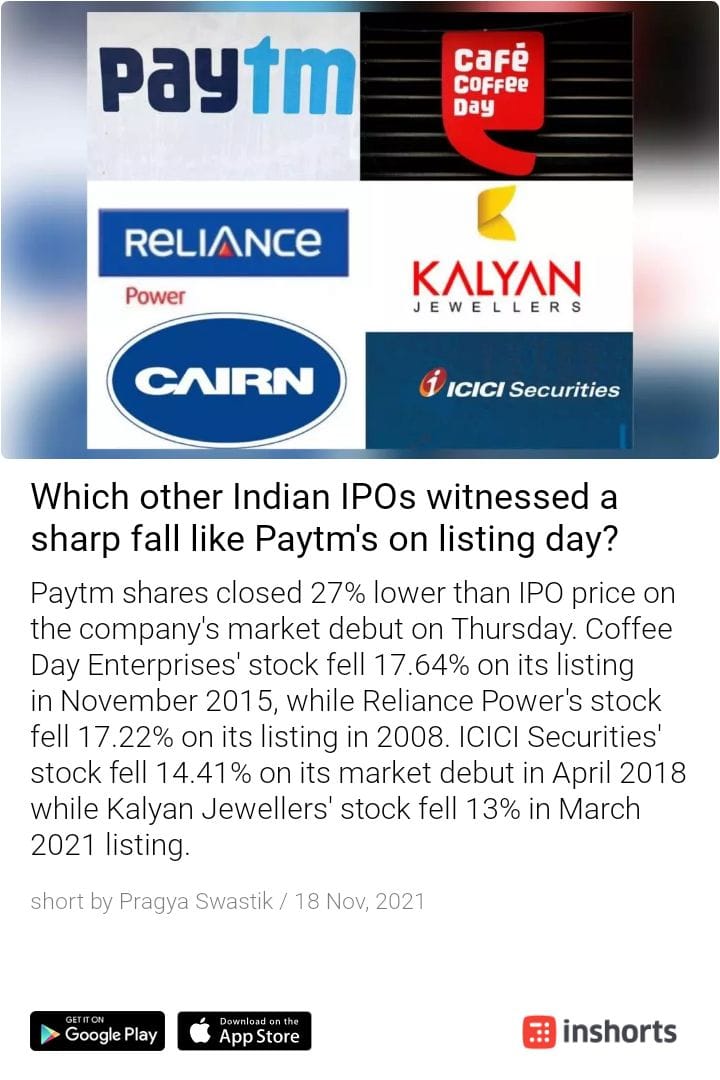 paytm
CaFé
COFFee
Day
ReLIANCe
Power
KALYAN
JEWELLERS
CAIRN
i ICICI Securities
Which other Indian IPOs witnessed a
sharp fall like Paytm's on listing day?
Paytm shares closed 27% lower than IPO price on
the company's market debut on Thursday. Coffee
Day Enterprises' stock fell 17.64% on its listing
in November 2015, while Reliance Power's stock
fell 17.22% on its listing in 2008. ICICI Securities'
stock fell 14.41% on its market debut in April 2018
while Kalyan Jewellers' stock fell 13% in March
2021 listing.
short by Pragya Swastik / 18 Nov, 2021
GET IT ON
Google Play
Download on the
App Store
inshorts